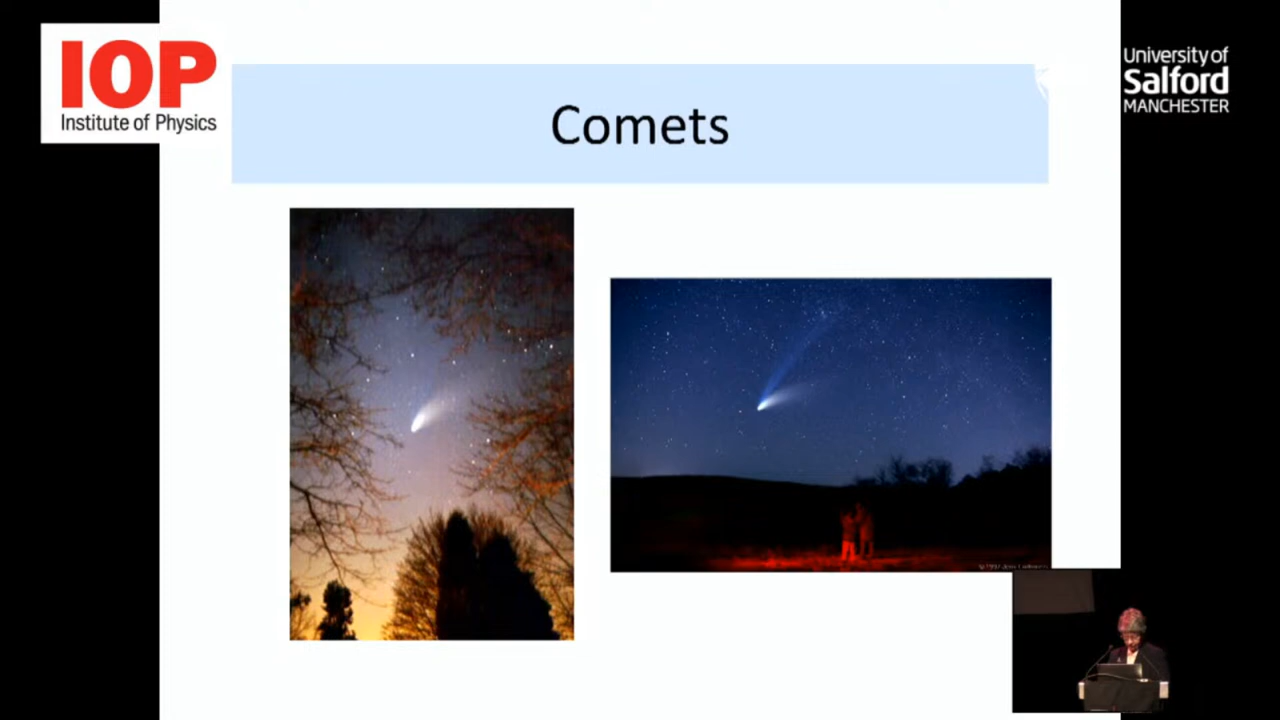 IOP
Institute of Physics
Comets
University of
Salford
MANCHESTER